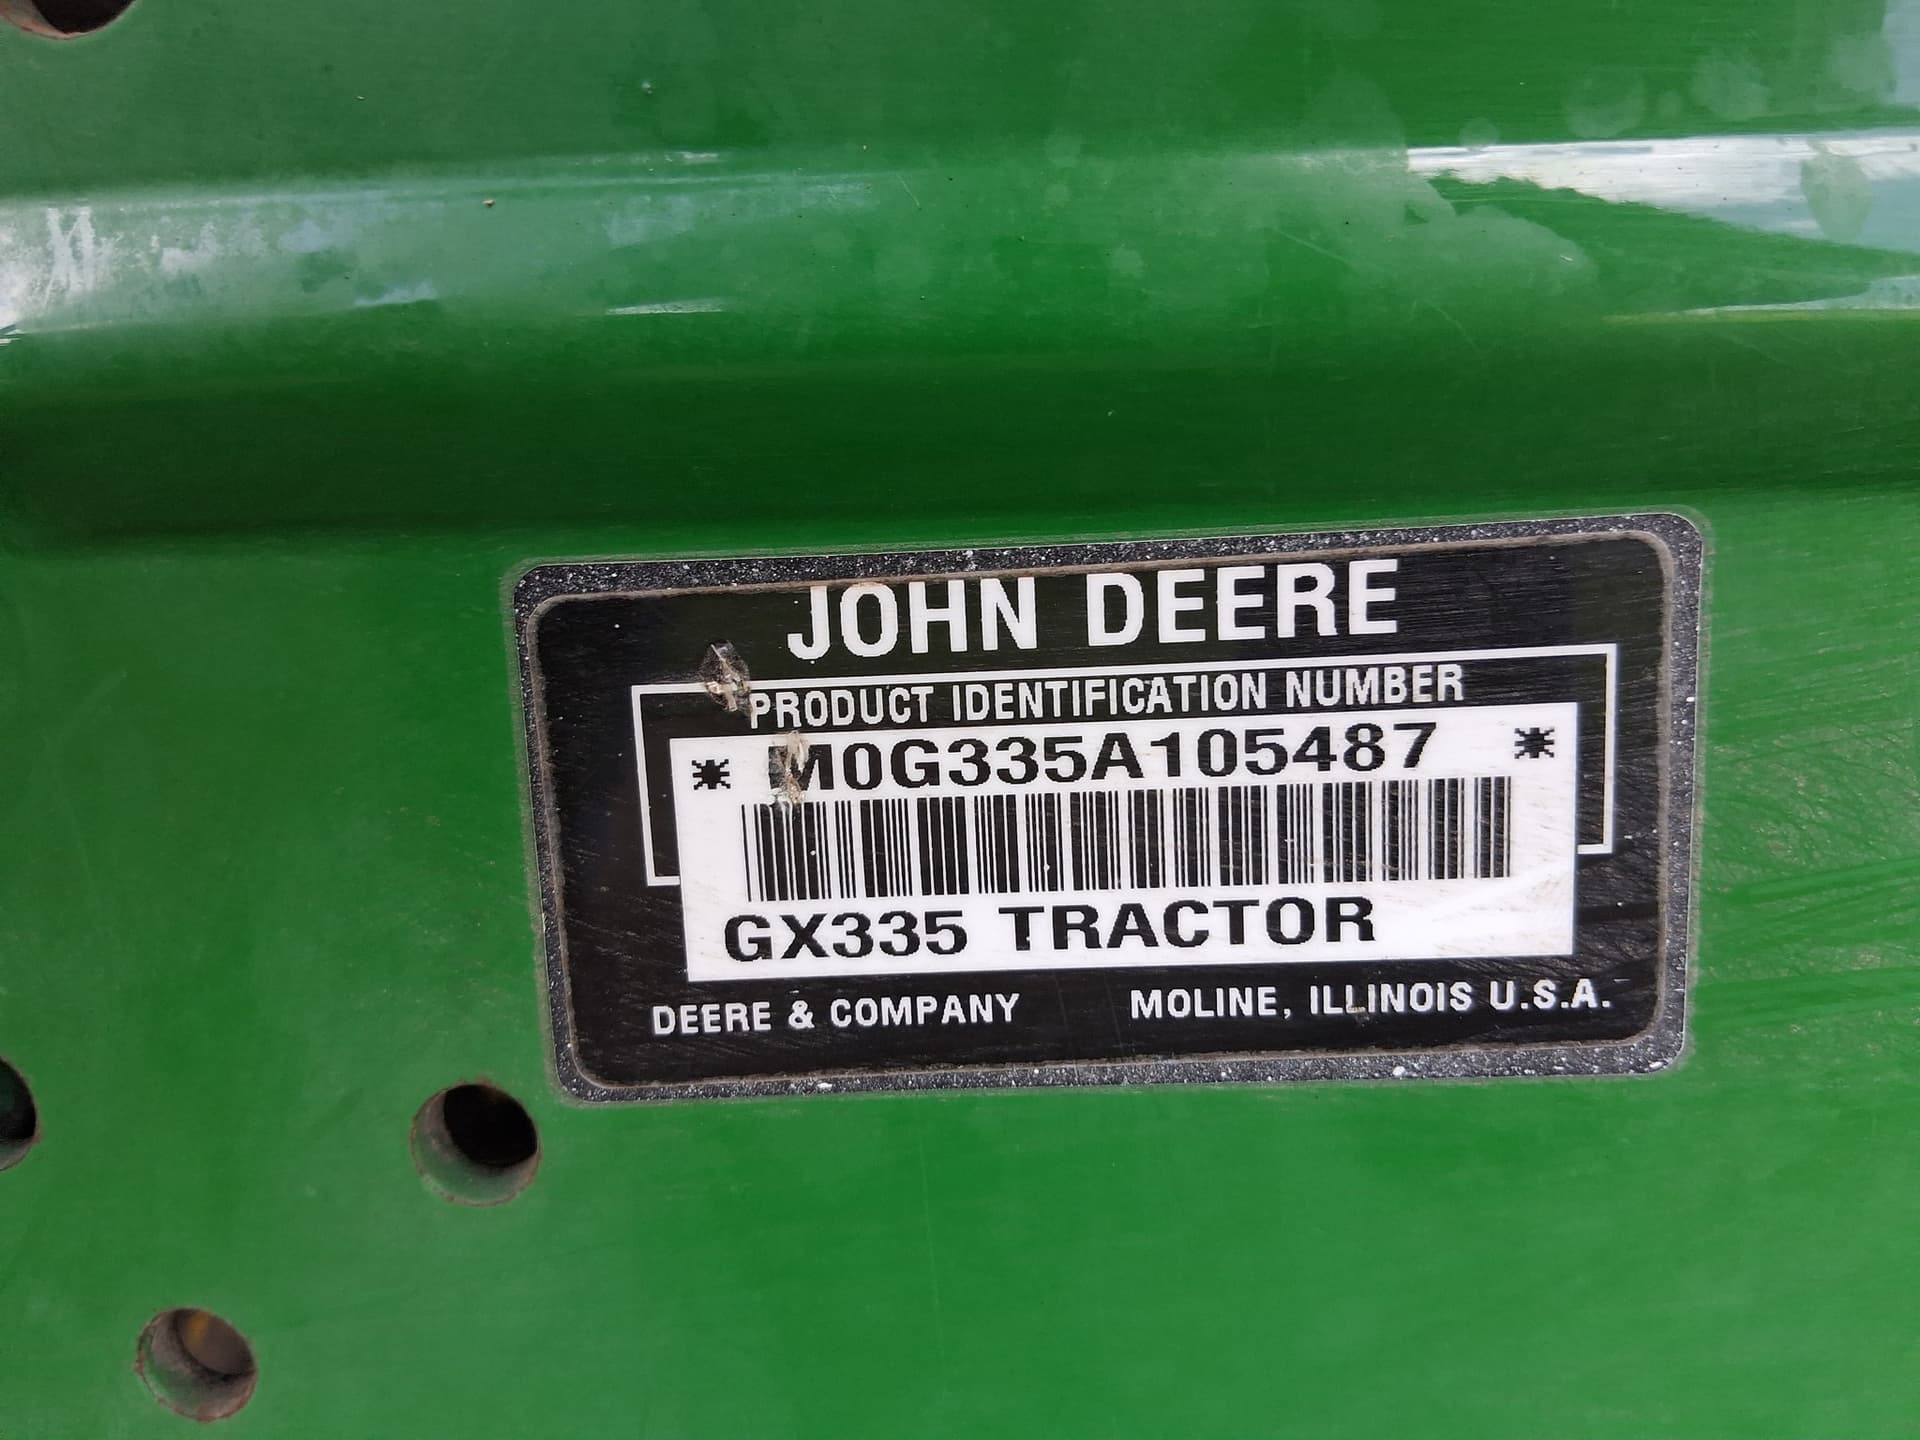 JOHN DEERE
PRODUCT IDENTIFICATION NUMBER
* M0G335A105487 *
GX335 TRACTOR
DEERE & COMPANY MOLINE, ILLINOIS U.S.A.